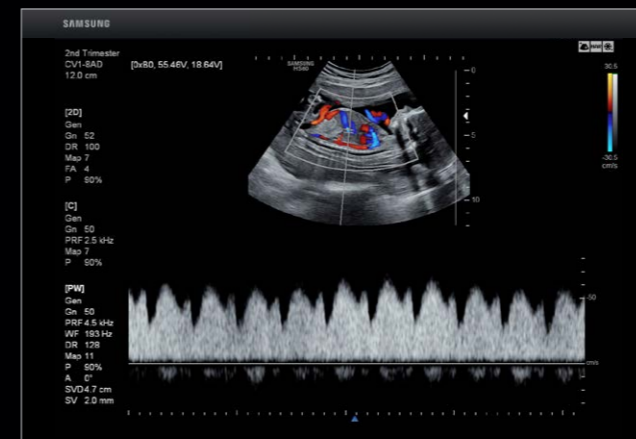 SAMSUNG
2nd Trimester
CV1-8AD
12.0 cm
[0x80, 55.46V, 18.64V]
SAMSUNG
HS40
[2D]
Gen
Gn 52
DR 100
Map 7
FA 4
P 90%
[C]
Gen
Gn 50
PRF 2.5 kHz
Map 7
P 90%
[PW]
Gen
Gn 50
PRF 4.5 kHz
WF 193 Hz
DR 128
Map 11
P 90%
A 0°
SVD 4.7 cm
SV 2.0 mm
0
5
10
30.5
-30.5
cm/s
-50
cm/s